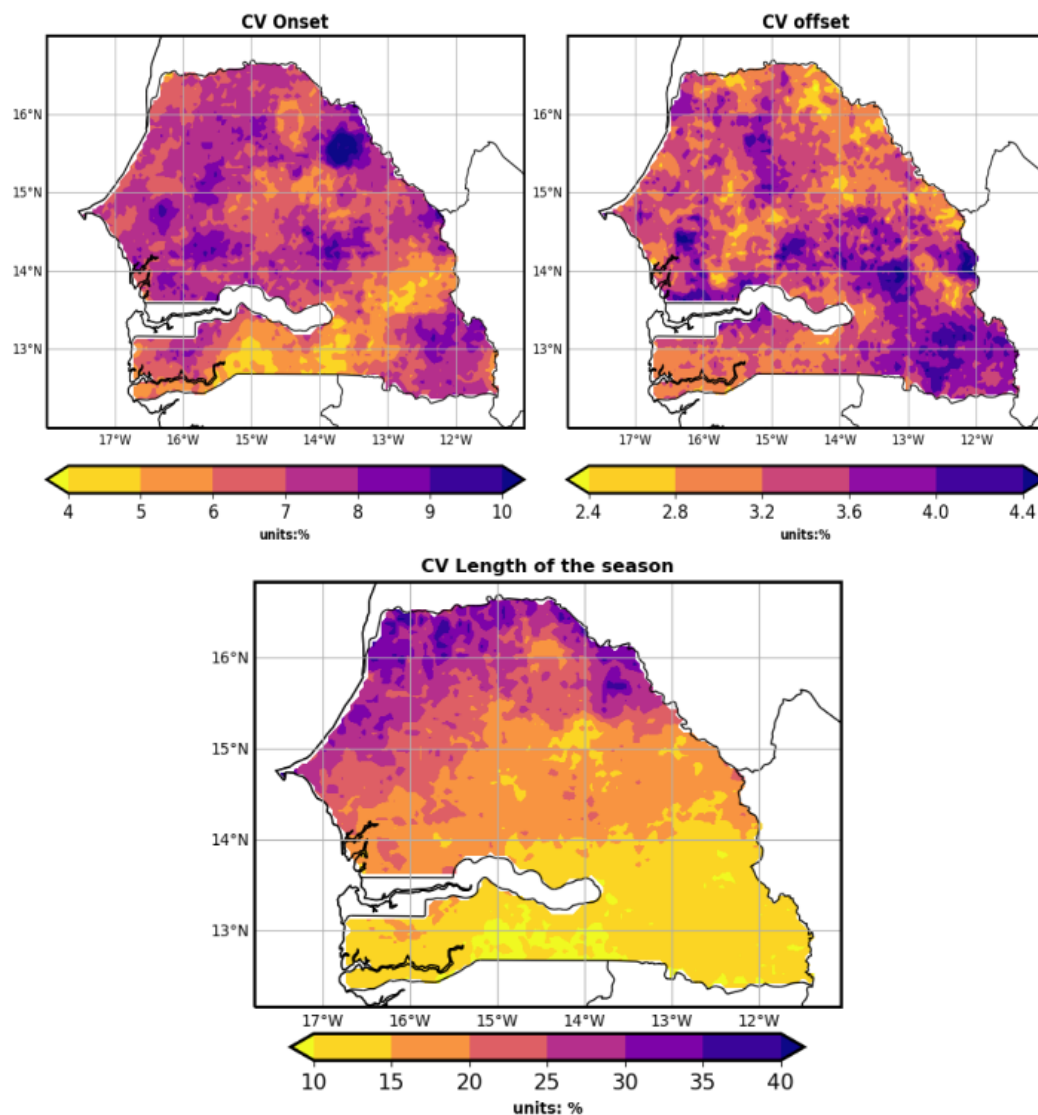 CV Onset
16°N
15°N
14°N
13°N
17°W 16°W 15°W 14°W 13°W 12°W
4 5 6 7 8 9 10
units:%
CV offset
16°N
15°N
14°N
13°N
17°W 16°W 15°W 14°W 13°W 12°W
2.4 2.8 3.2 3.6 4.0 4.4
units:%
CV Length of the season
16°N
15°N
14°N
13°N
17°W 16°W 15°W 14°W 13°W 12°W
10 15 20 25 30 35 40
units: %